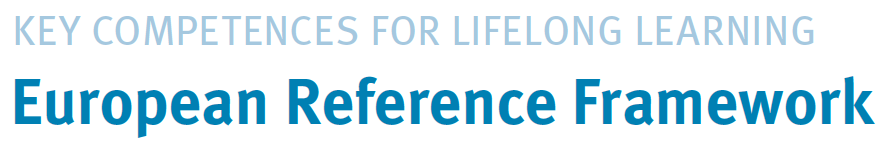 KEY COMPETENCES FOR LIFELONG LEARNING
European Reference Framework